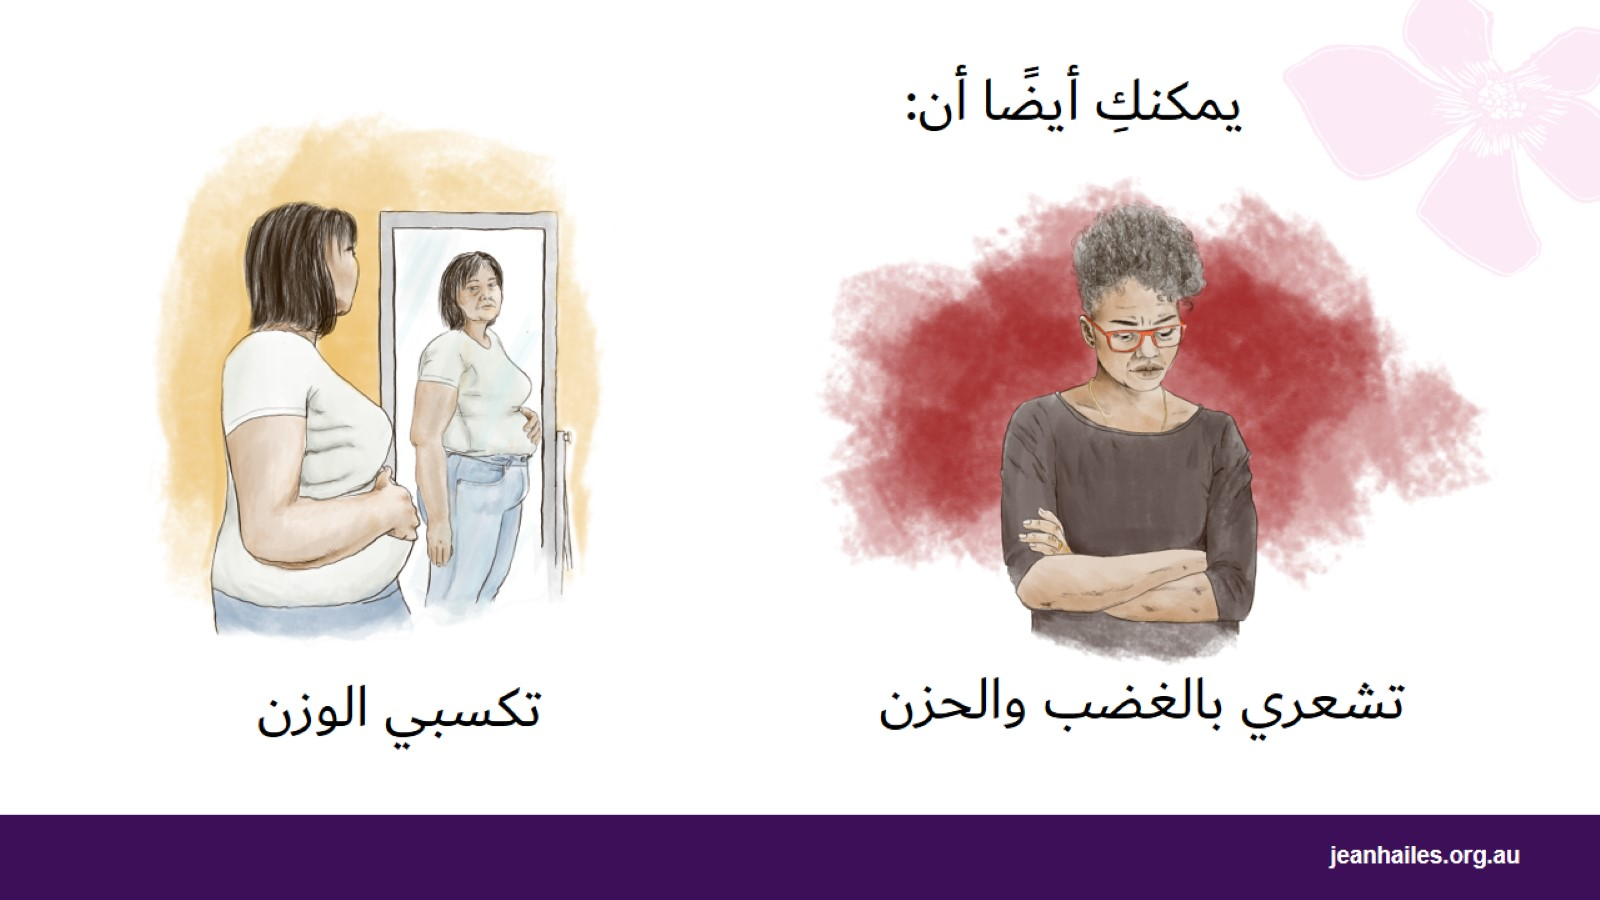 يمكنكِ أيضًا أن:
تشعري بالغضب والحزن
تكسبي الوزن
jeanhailes.org.au